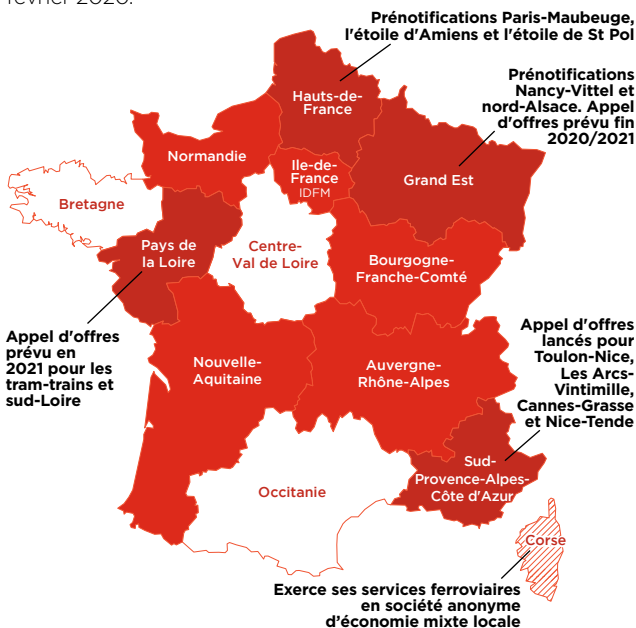 février 2020.
Prénotifications Paris-Maubeuge,
l'étoile d'Amiens et l'étoile de St Pol
Prénotifications
Nancy-Vittel et
nord-Alsace. Appel
d'offres prévu fin
2020/2021
Hauts-de-
France
Normandie
Ile-de-
France
IDFM
Grand Est
Bretagne
Pays de
la Loire
Centre-
Val de Loire
Bourgogne-
Franche-Comté
Appel d'offres
prévu en
2021 pour les
tram-trains et
sud-Loire
Nouvelle-
Aquitaine
Auvergne-
Rhône-Alpes
Appel d'offres
lancés pour
Toulon-Nice,
Les Arcs-
Vintimille,
Cannes-Grasse
et Nice-Tende
Sud-
Provence-Alpes-
Côte d'Azur
Occitanie
Corse
Exerce ses services ferroviaires
en société anonyme
d'économie mixte locale